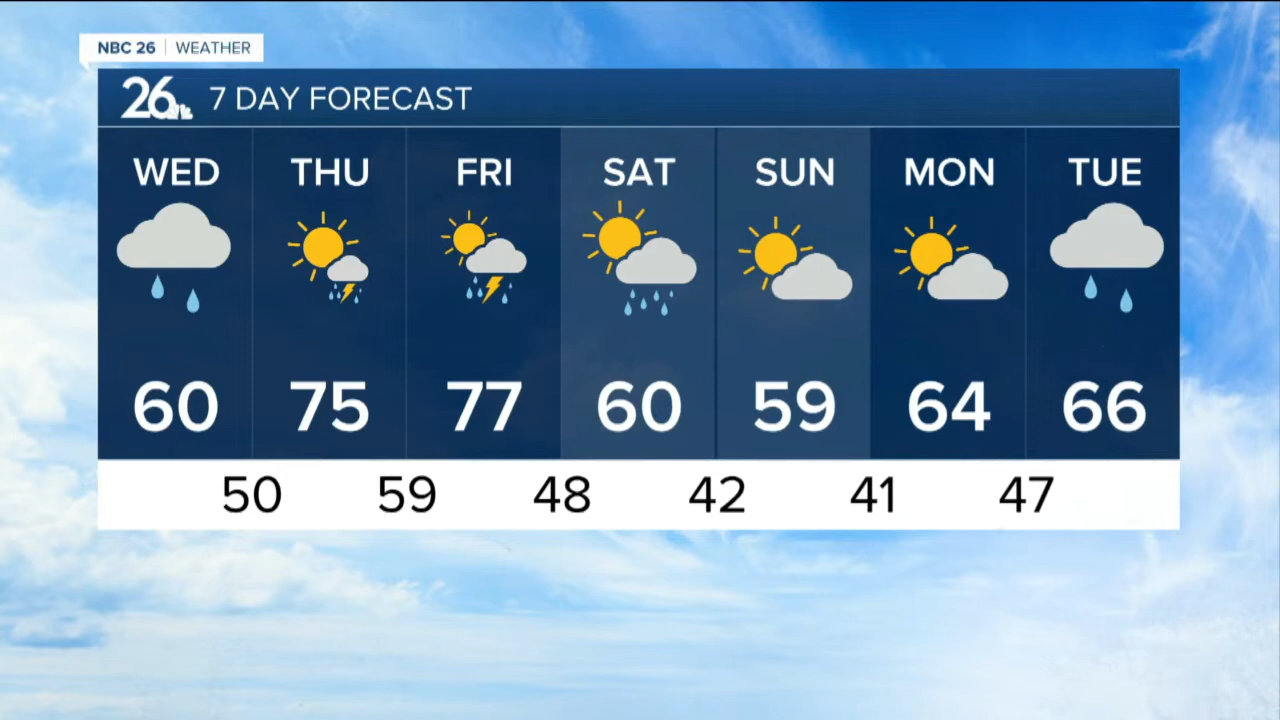 NBC 26 WEATHER
26 7 DAY FORECAST
WED THU FRI SAT SUN MON TUE
60 75 77 60 59 64 66
50 59 48 42 41 47